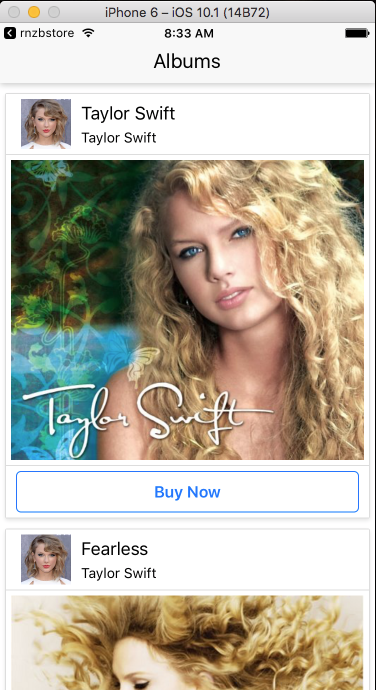 iPhone 6 – iOS 10.1 (14B72)
rnzbstore 8:33 AM
Albums
Taylor Swift
Taylor Swift
Taylor Swift
Buy Now
Fearless
Taylor Swift